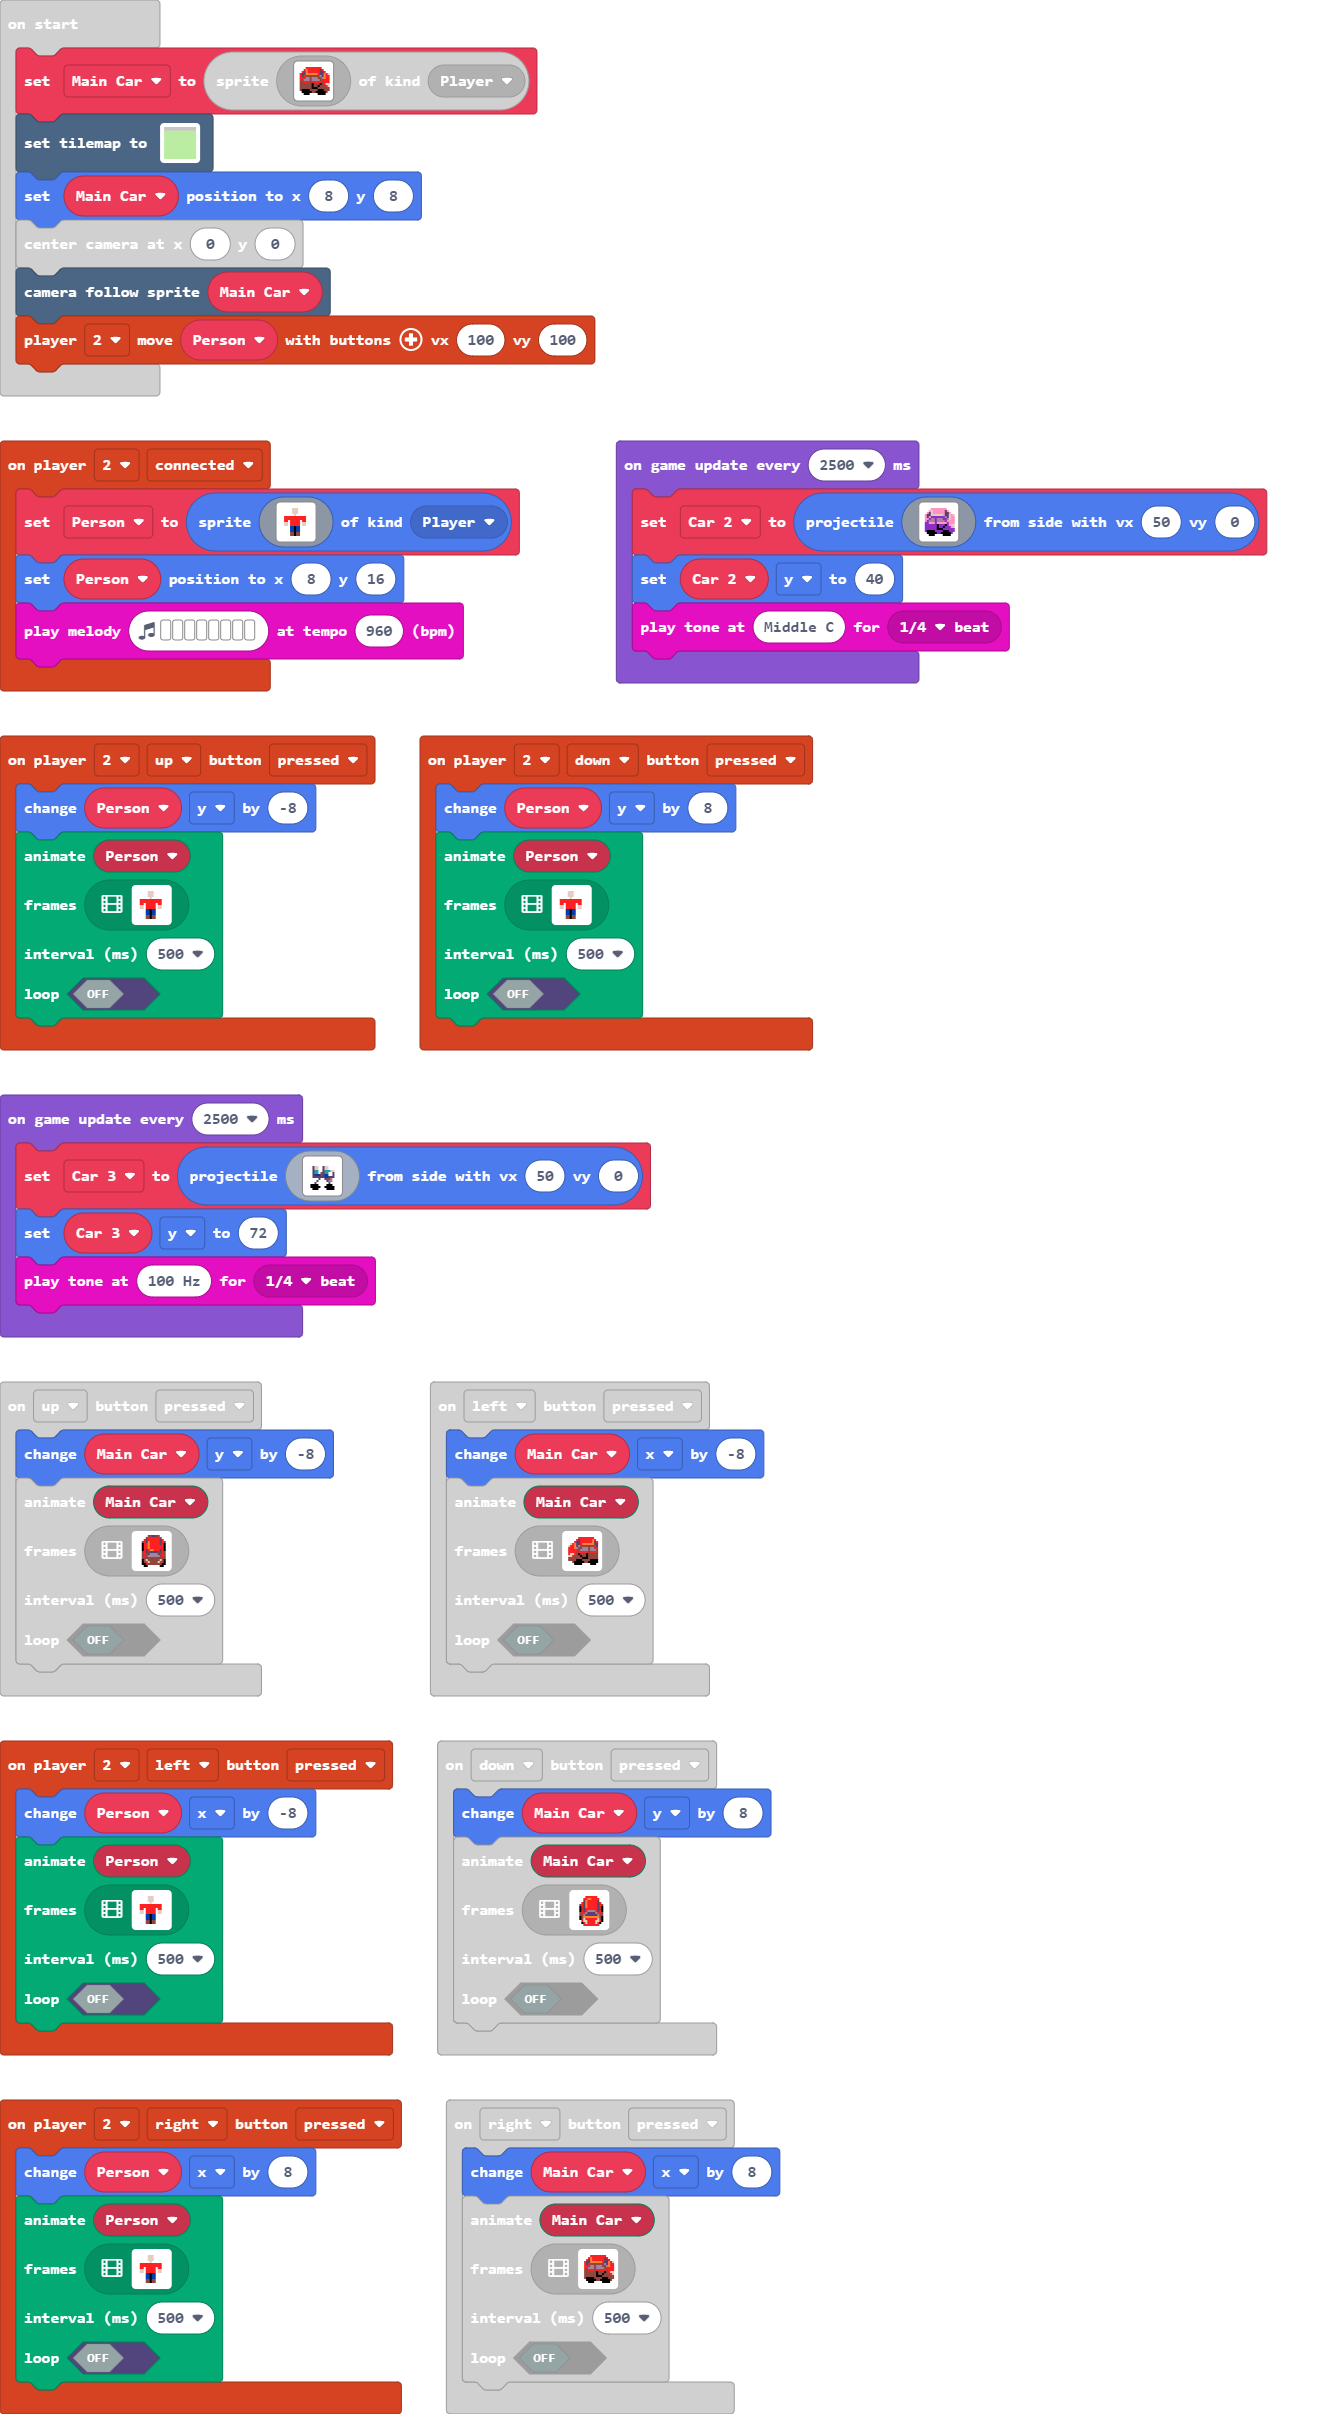 on start
set Main Car to sprite of kind Player
set tilemap to
set Main Car position to x 8 y 8
center camera at x 0 y 0
camera follow sprite Main Car
player 2 move Person with buttons vx 100 vy 100
on player 2 connected
set Person to sprite of kind Player
set Person position to x 8 y 16
play melody at tempo 960 (bpm)
on game update every 2500 ms
set Car 2 to projectile from side with vx 50 vy 0
set Car 2 y to 40
play tone at Middle C for 1/4 beat
on player 2 up button pressed
change Person y by -8
animate Person
frames
interval (ms) 500
loop OFF
on player 2 down button pressed
change Person y by 8
animate Person
frames
interval (ms) 500
loop OFF
on game update every 2500 ms
set Car 3 to projectile from side with vx 50 vy 0
set Car 3 y to 72
play tone at 100 Hz for 1/4 beat
on up button pressed
change Main Car y by -8
animate Main Car
frames
interval (ms) 500
loop OFF
on left button pressed
change Main Car x by -8
animate Main Car
frames
interval (ms) 500
loop OFF
on player 2 left button pressed
change Person x by -8
animate Person
frames
interval (ms) 500
loop OFF
on down button pressed
change Main Car y by 8
animate Main Car
frames
interval (ms) 500
loop OFF
on player 2 right button pressed
change Person x by 8
animate Person
frames
interval (ms) 500
loop OFF
on right button pressed
change Main Car x by 8
animate Main Car
frames
interval (ms) 500
loop OFF